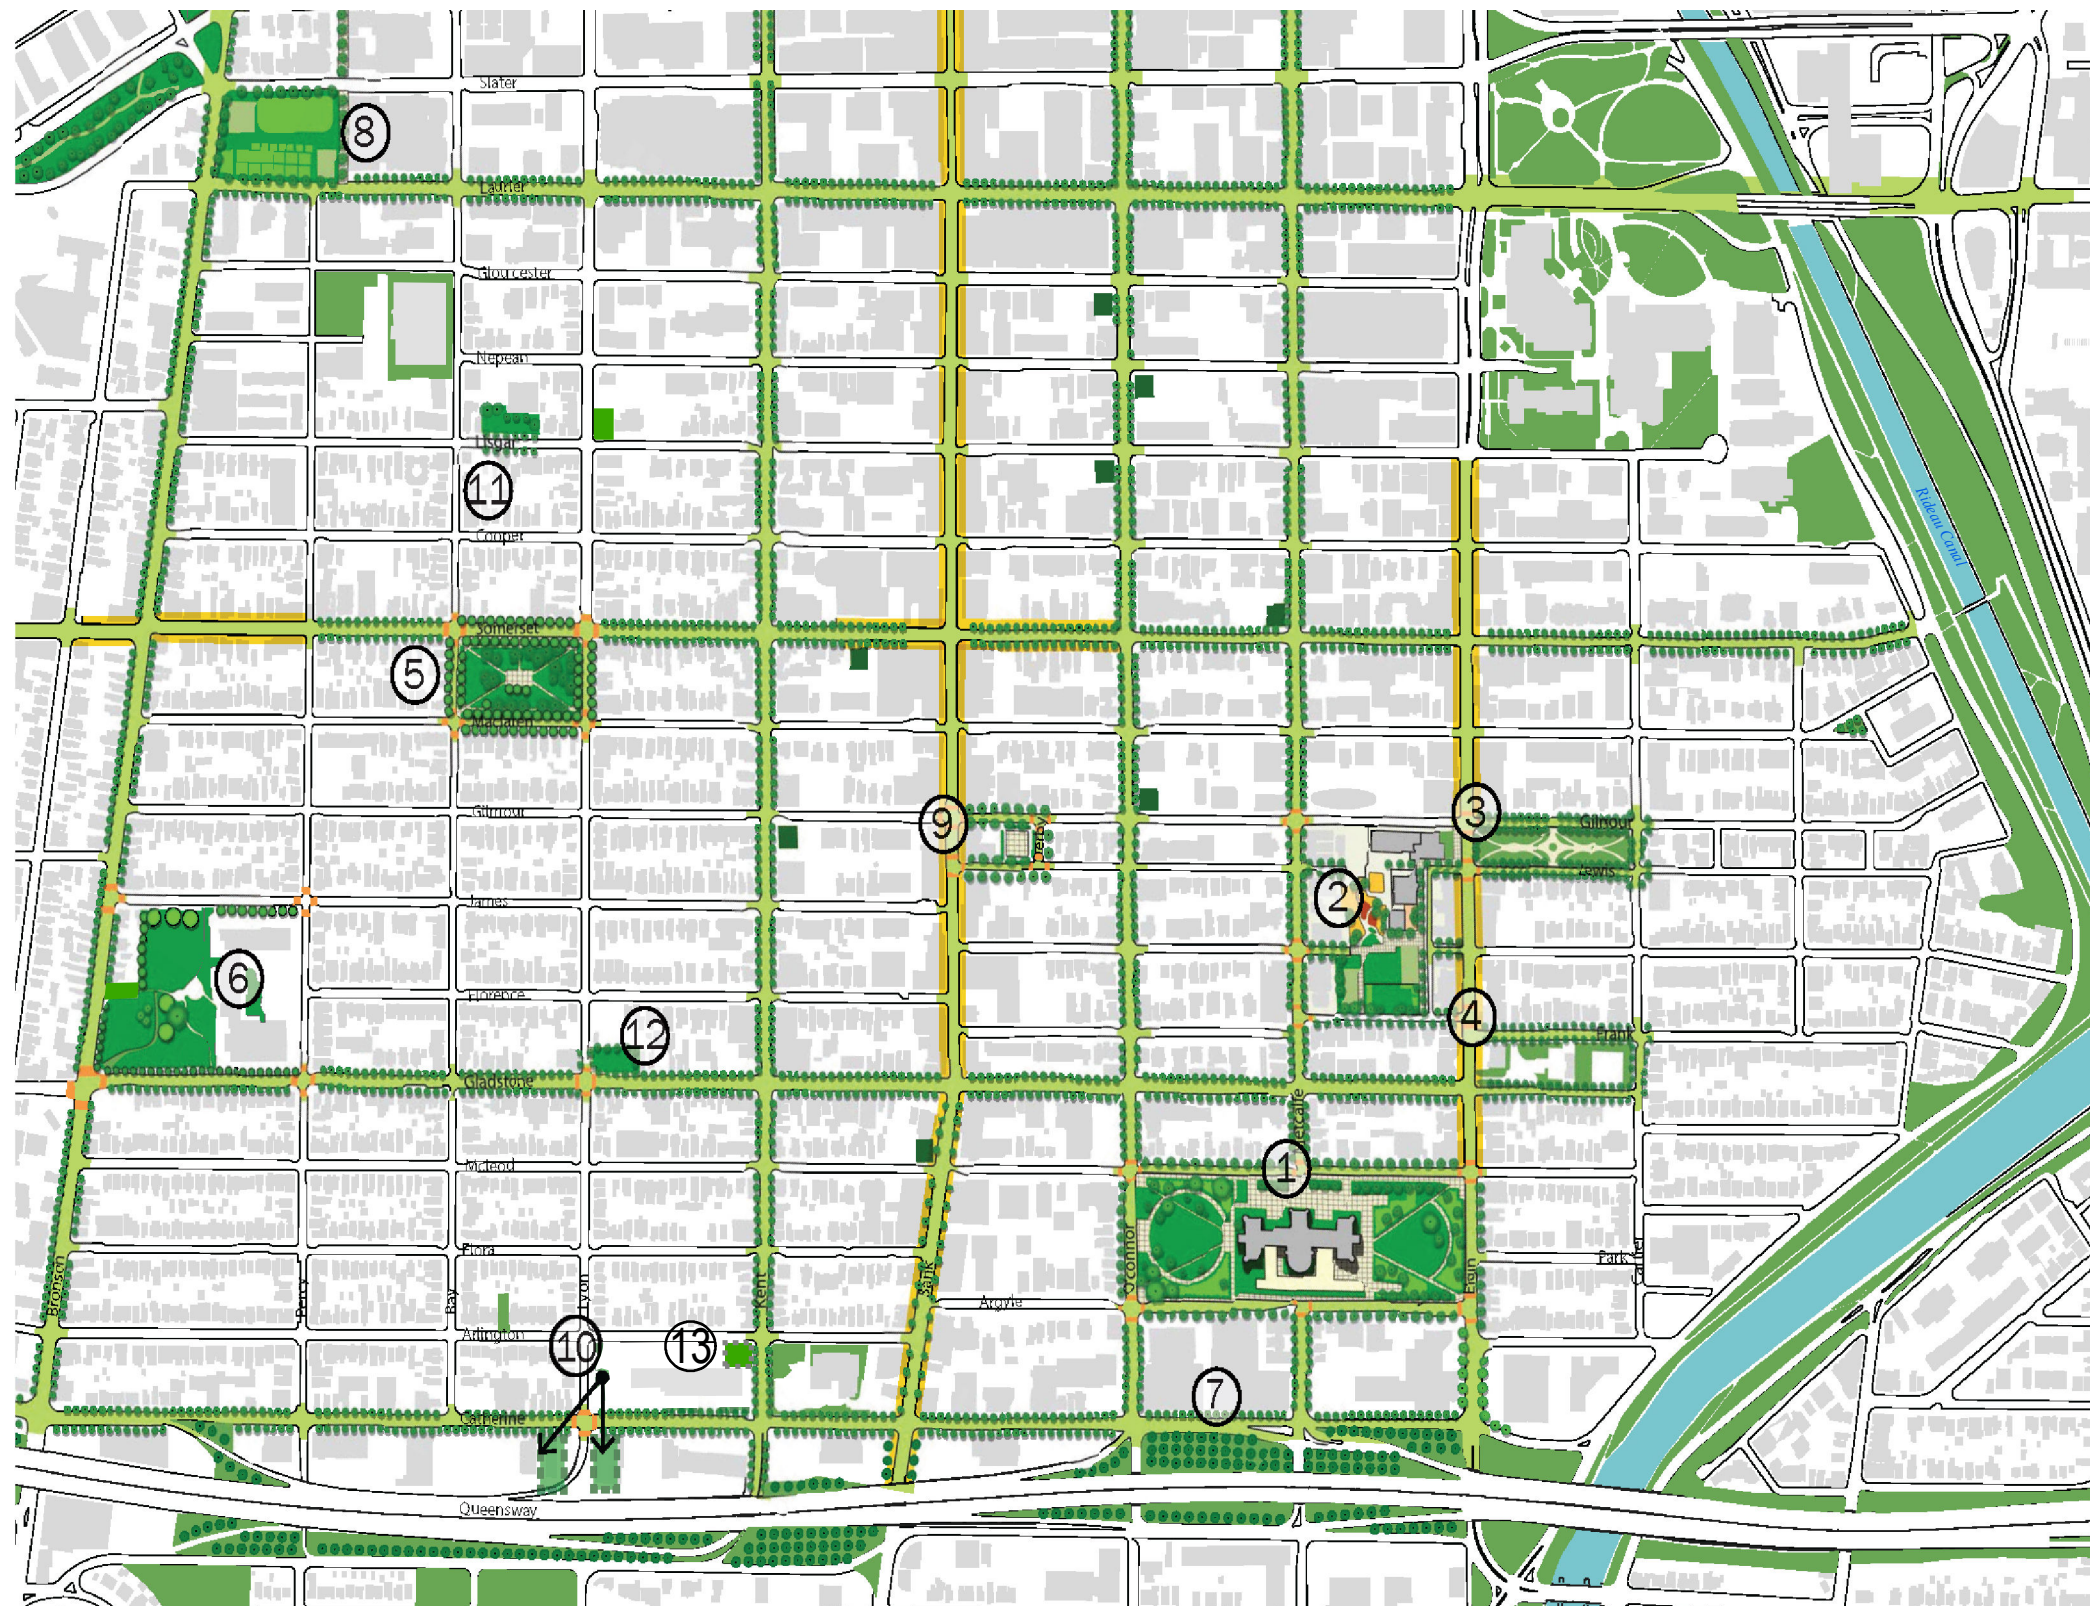 Slater
8
Laurier
Gloucester
Nepean
Lisgar
11
Cooper
Rideau Canal
Somerset
5
Maclaren
Gilmour
9
Derby
3
Gilmour
Lewis
2
James
6
Florence
12
4
Frank
Gladstone
Metcalfe
Mcleod
1
Flora
O'connor
Elgin
Park
Bronson
Percy
Bay
Lyon
Kent
Bank
Argyle
Arlington
10
13
7
Catherine
Queensway